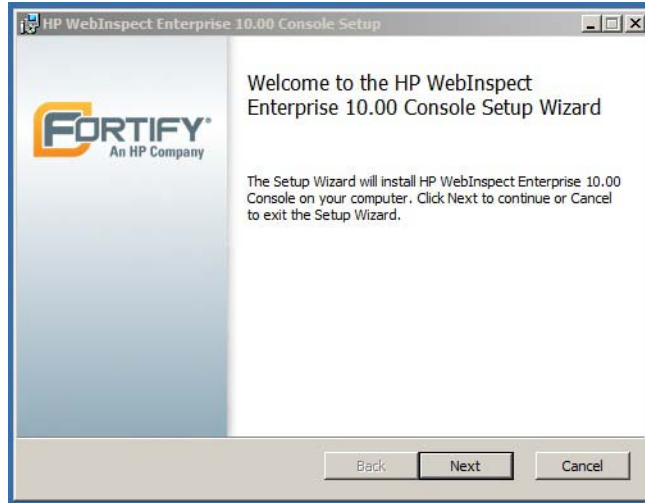 HP WebInspect Enterprise 10.00 Console Setup
FORTIFY
An HP Company
Welcome to the HP WebInspect
Enterprise 10.00 Console Setup Wizard
The Setup Wizard will install HP WebInspect Enterprise 10.00
Console on your computer. Click Next to continue or Cancel
to exit the Setup Wizard.
Back Next Cancel